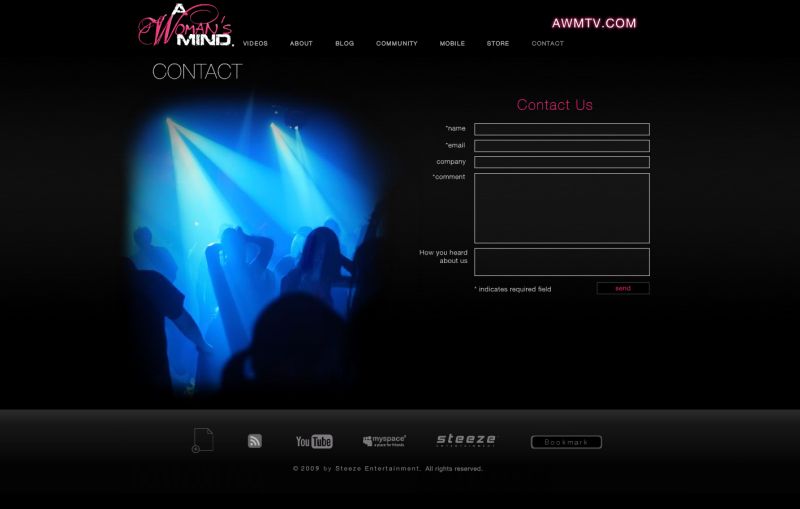 A
Woman's
MIND.
AWMTV.COM
VIDEOS ABOUT BLOG COMMUNITY MOBILE STORE CONTACT
CONTACT
Contact Us
*name
*email
company
*comment
How you heard
about us
* indicates required field
send
YouTube
myspace
a place for friends
steeze
ENTERTAINMENT
Bookmark
© 2009 by Steeze Entertainment. All rights reserved.